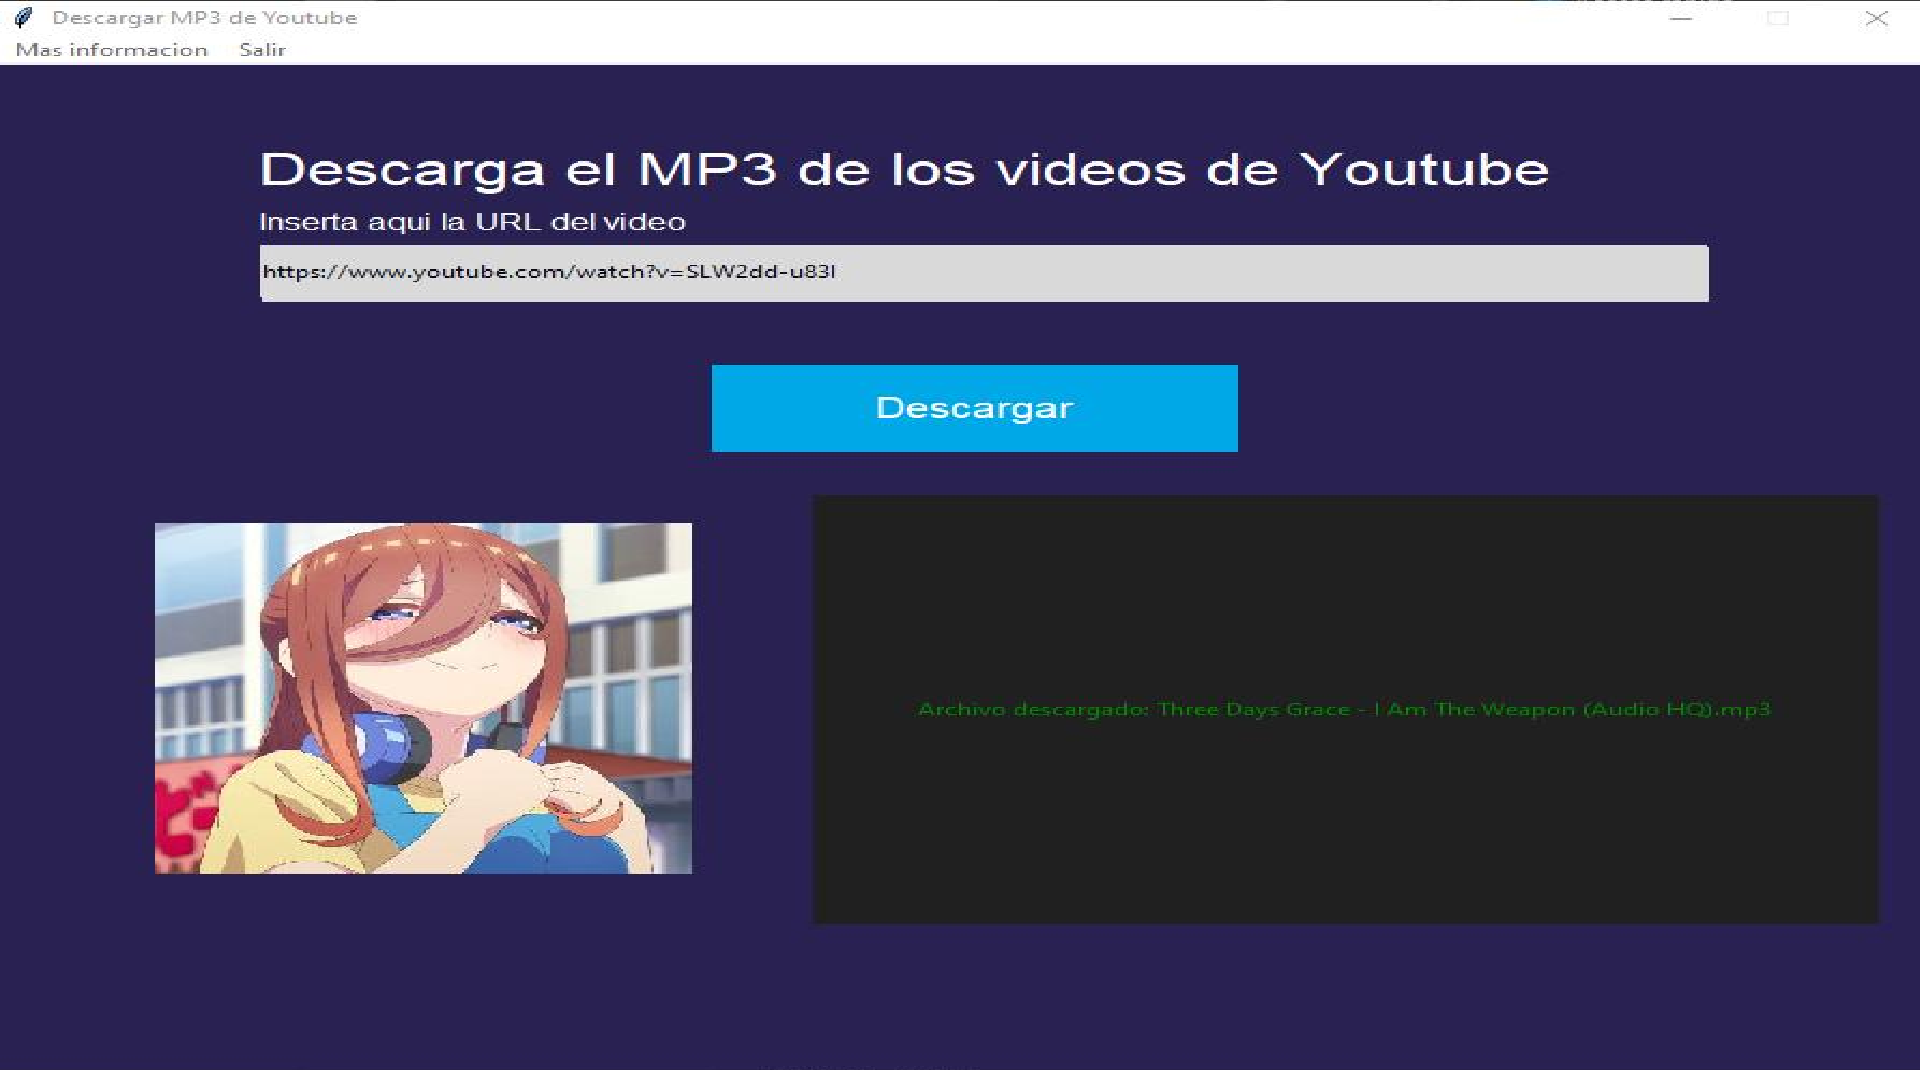 Descargar MP3 de Youtube
Mas informacion Salir
Descarga el MP3 de los videos de Youtube
Inserta aqui la URL del video
https://www.youtube.com/watch?v=SLW2dd-u83I
Descargar
Archivo descargado: Three Days Grace - I Am The Weapon (Audio HQ).mp3